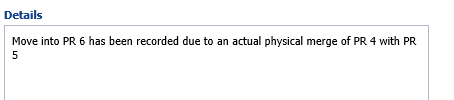 Details
Move into PR 6 has been recorded due to an actual physical merge of PR 4 with PR
5